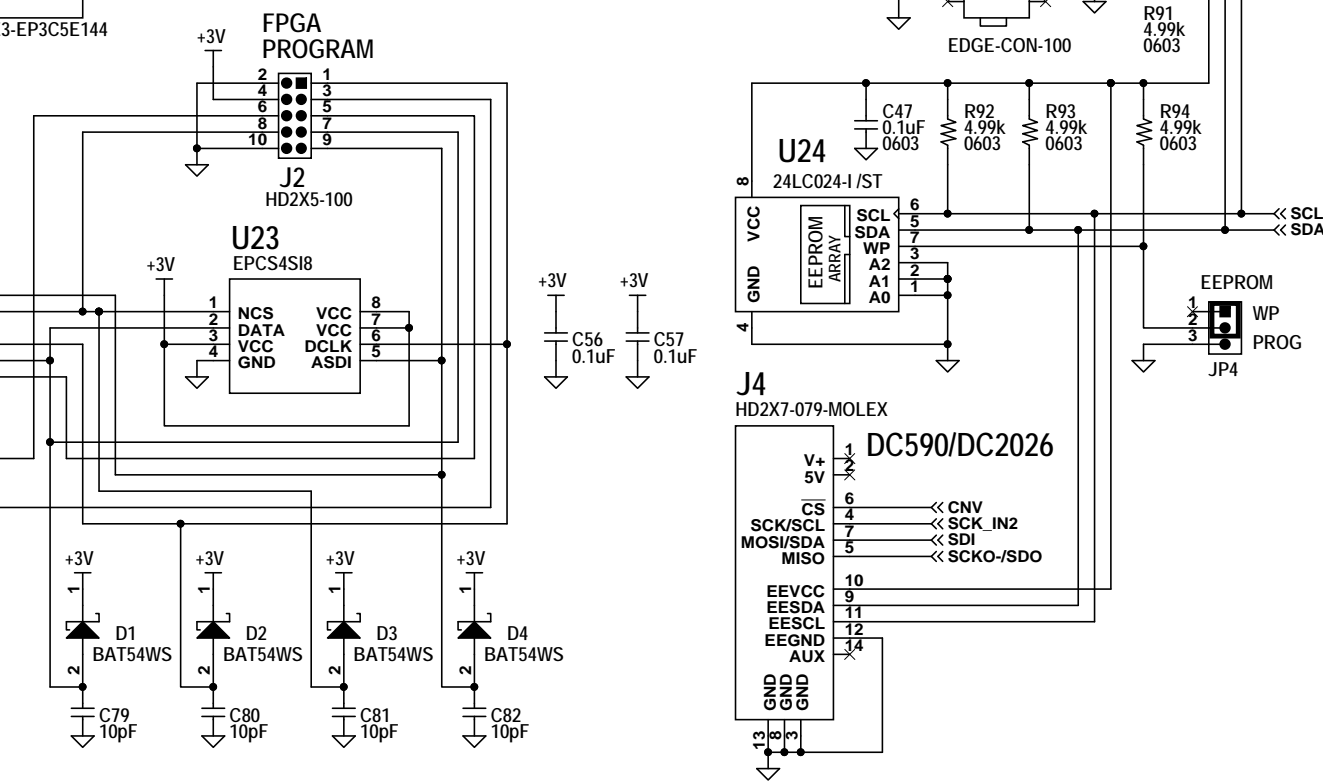 3-EP3C5E144
+3V
FPGA
PROGRAM
2 1
4 3
6 5
8 7
10 9
J2
HD2X5-100
U23
EPCS4SI8
+3V
1 NCS VCC 8
2 DATA VCC 7
3 VCC DCLK 6
4 GND ASDI 5
+3V
C56
0.1uF
+3V
C57
0.1uF
+3V
1
D1
BAT54WS
2
C79
10pF
+3V
1
D2
BAT54WS
2
C80
10pF
+3V
1
D3
BAT54WS
2
C81
10pF
+3V
1
D4
BAT54WS
2
C82
10pF
EDGE-CON-100
R91
4.99k
0603
C47
0.1uF
0603
R92
4.99k
0603
R93
4.99k
0603
R94
4.99k
0603
U24
24LC024-I /ST
8
VCC
GND
4
EEPROM
ARRAY
SCL 6
SDA 5
WP 7
A2 3
A1 2
A0 1
SCL
SDA
EEPROM
1 WP
2
3 PROG
JP4
J4
HD2X7-079-MOLEX
DC590/DC2026
V+ 1
5V 2
CS 6 CNV
SCK/SCL 4 SCK_IN2
MOSI/SDA 7 SDI
MISO 5 SCKO-/SDO
EEVCC 10
EESDA 9
EESCL 11
EEGND 12
AUX 14
GND GND GND
13 8 3